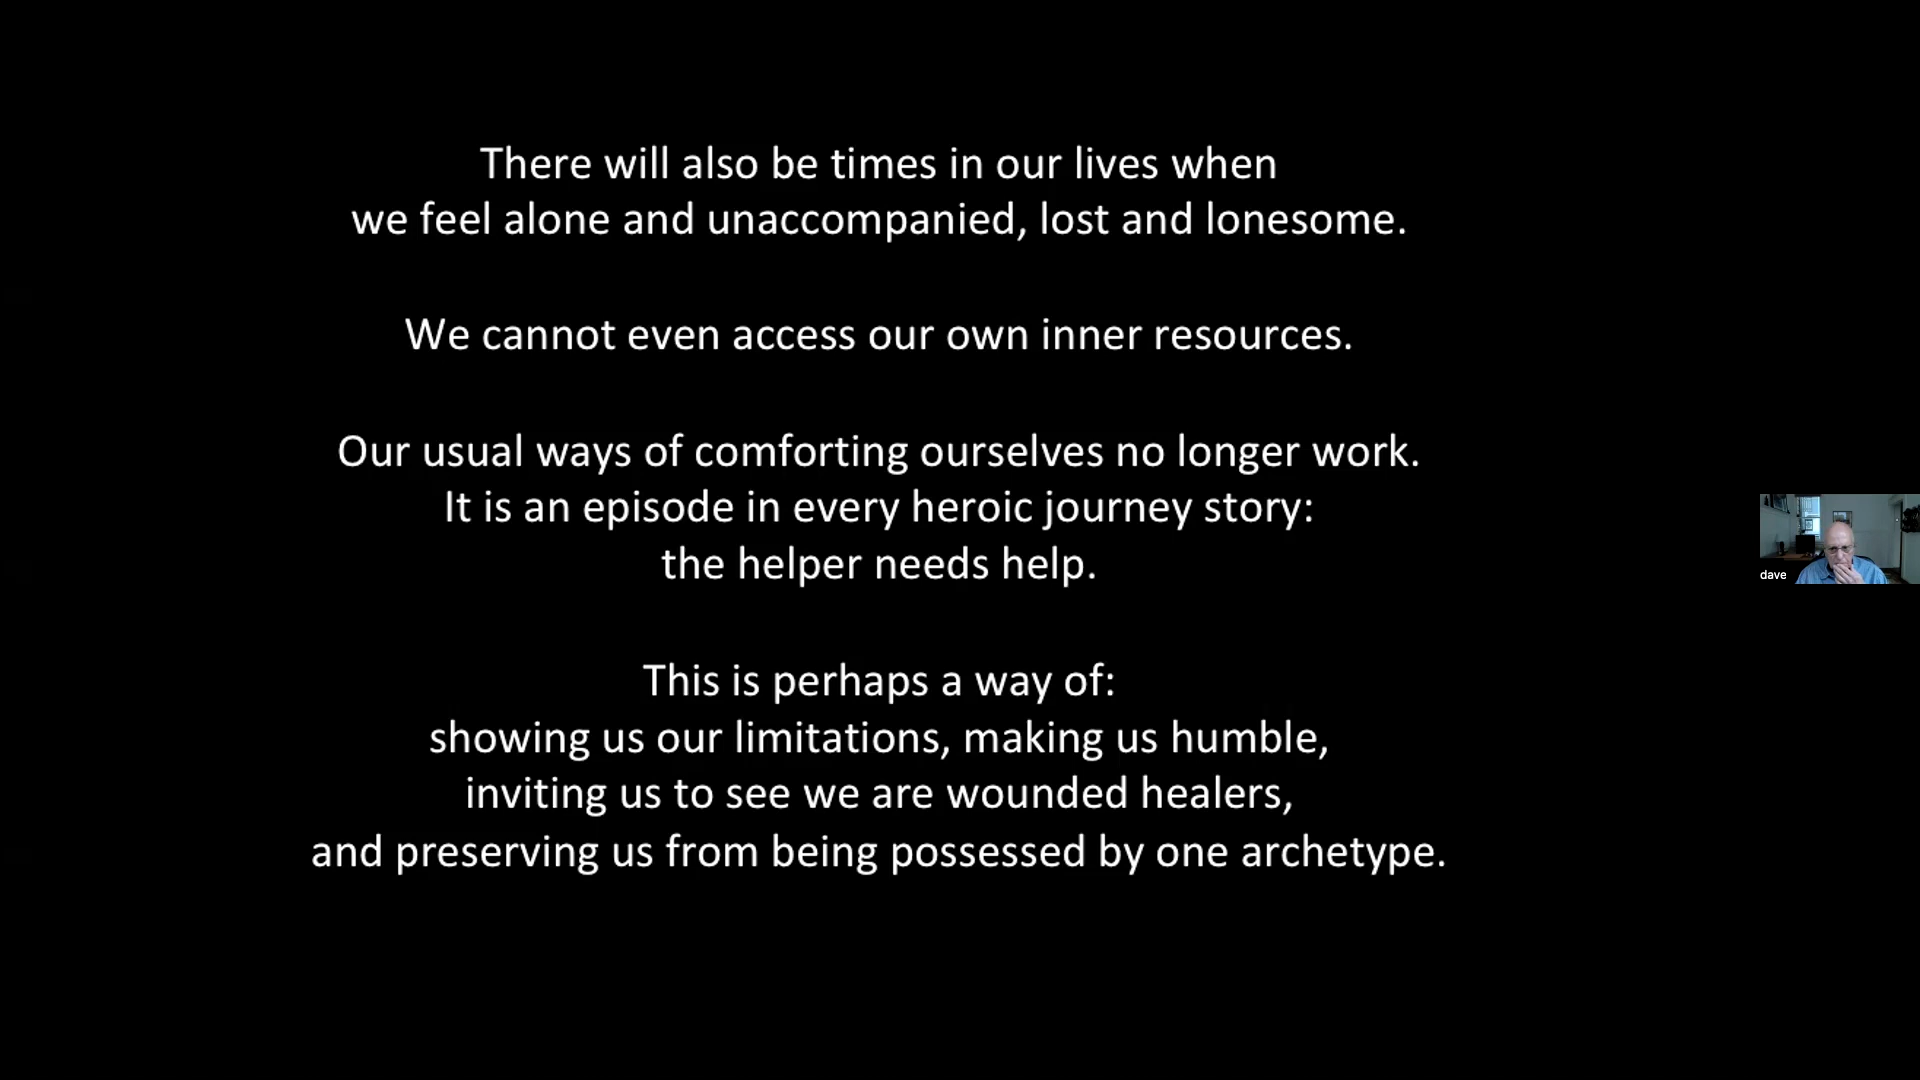 There will also be times in our lives when
we feel alone and unaccompanied, lost and lonesome.
We cannot even access our own inner resources.
Our usual ways of comforting ourselves no longer work.
It is an episode in every heroic journey story:
the helper needs help.
This is perhaps a way of:
showing us our limitations, making us humble,
inviting us to see we are wounded healers,
and preserving us from being possessed by one archetype.
dave